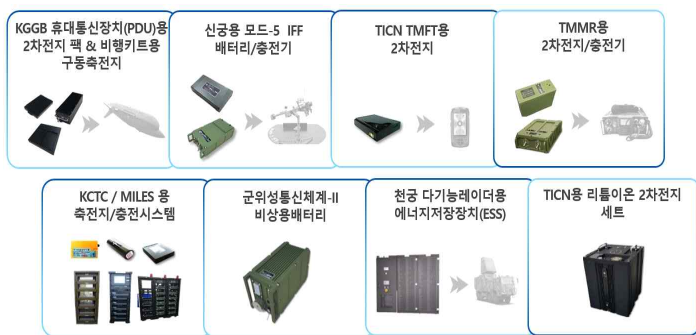 KGGB 휴대통신장치(PDU)용
2차전지 팩 & 비행키트용
구동축전지
신궁용 모드-5 IFF
배터리/충전기
TICN TMFT용
2차전지
TMMR용
2차전지/충전기
KCTC / MILES 용
축전지/충전시스템
군위성통신체계-II
비상용배터리
천궁 다기능레이더용
에너지저장장치(ESS)
TICN용 리튬이온 2차전지
세트